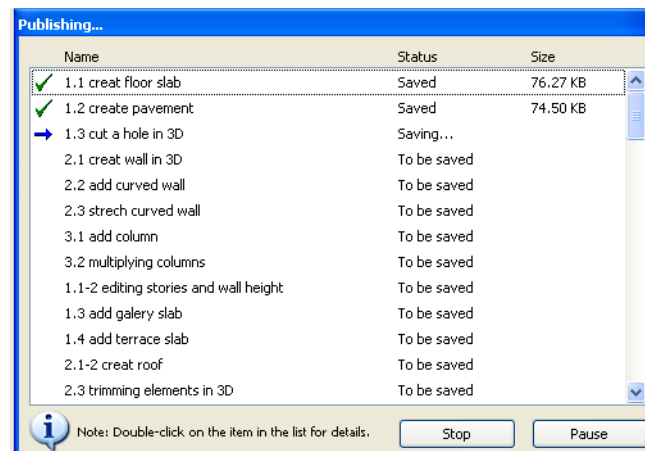 Publishing...
Name Status Size
1.1 creat floor slab Saved 76.27 KB
1.2 create pavement Saved 74.50 KB
1.3 cut a hole in 3D Saving...
2.1 creat wall in 3D To be saved
2.2 add curved wall To be saved
2.3 strech curved wall To be saved
3.1 add column To be saved
3.2 multiplying columns To be saved
1.1-2 editing stories and wall height To be saved
1.3 add galery slab To be saved
1.4 add terrace slab To be saved
2.1-2 creat roof To be saved
2.3 trimming elements in 3D To be saved
Note: Double-click on the item in the list for details. Stop Pause